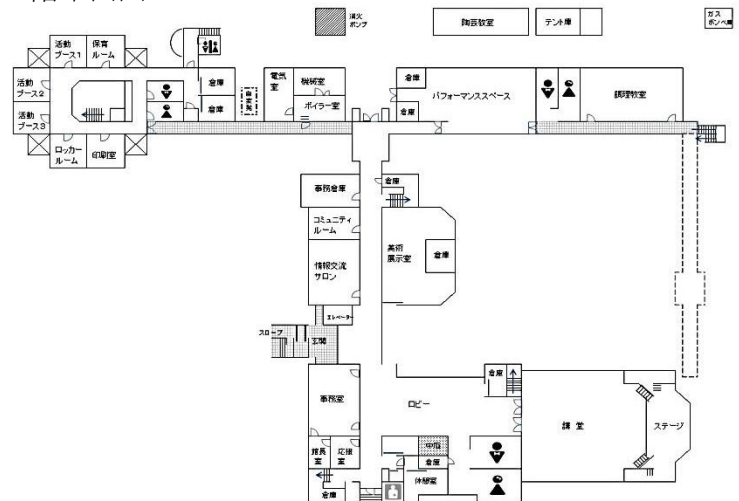 消火
ポンプ
陶芸教室
テント庫
ガス
ボンベ庫
活動
ブース1
保育
ルーム
活動
ブース2
活動
ブース3
ロッカー
ルーム
印刷室
倉庫
倉庫
自家発
電気
室
機械室
ボイラー室
倉庫
倉庫
パフォーマンススペース
調理教室
事務倉庫
倉庫
コミュニティ
ルーム
情報交流
サロン
美術
展示室
倉庫
エレベーター
スロープ
玄関
事務室
ロビー
倉庫
講堂
ステージ
館長
室
応接
室
中庭
倉庫
休憩室
倉庫